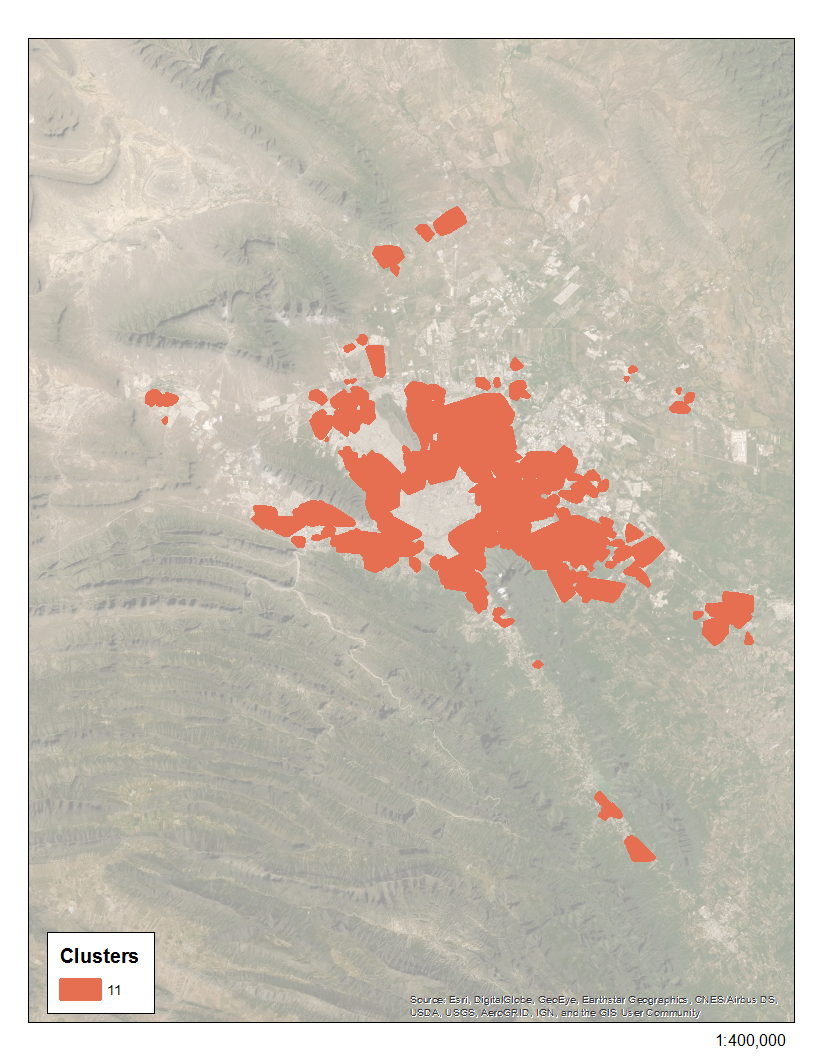 Clusters
11
Source: Esri, DigitalGlobe, GeoEye, Earthstar Geographics, CNES/Airbus DS,
USDA, USGS, AeroGRID, IGN, and the GIS User Community
1:400,000